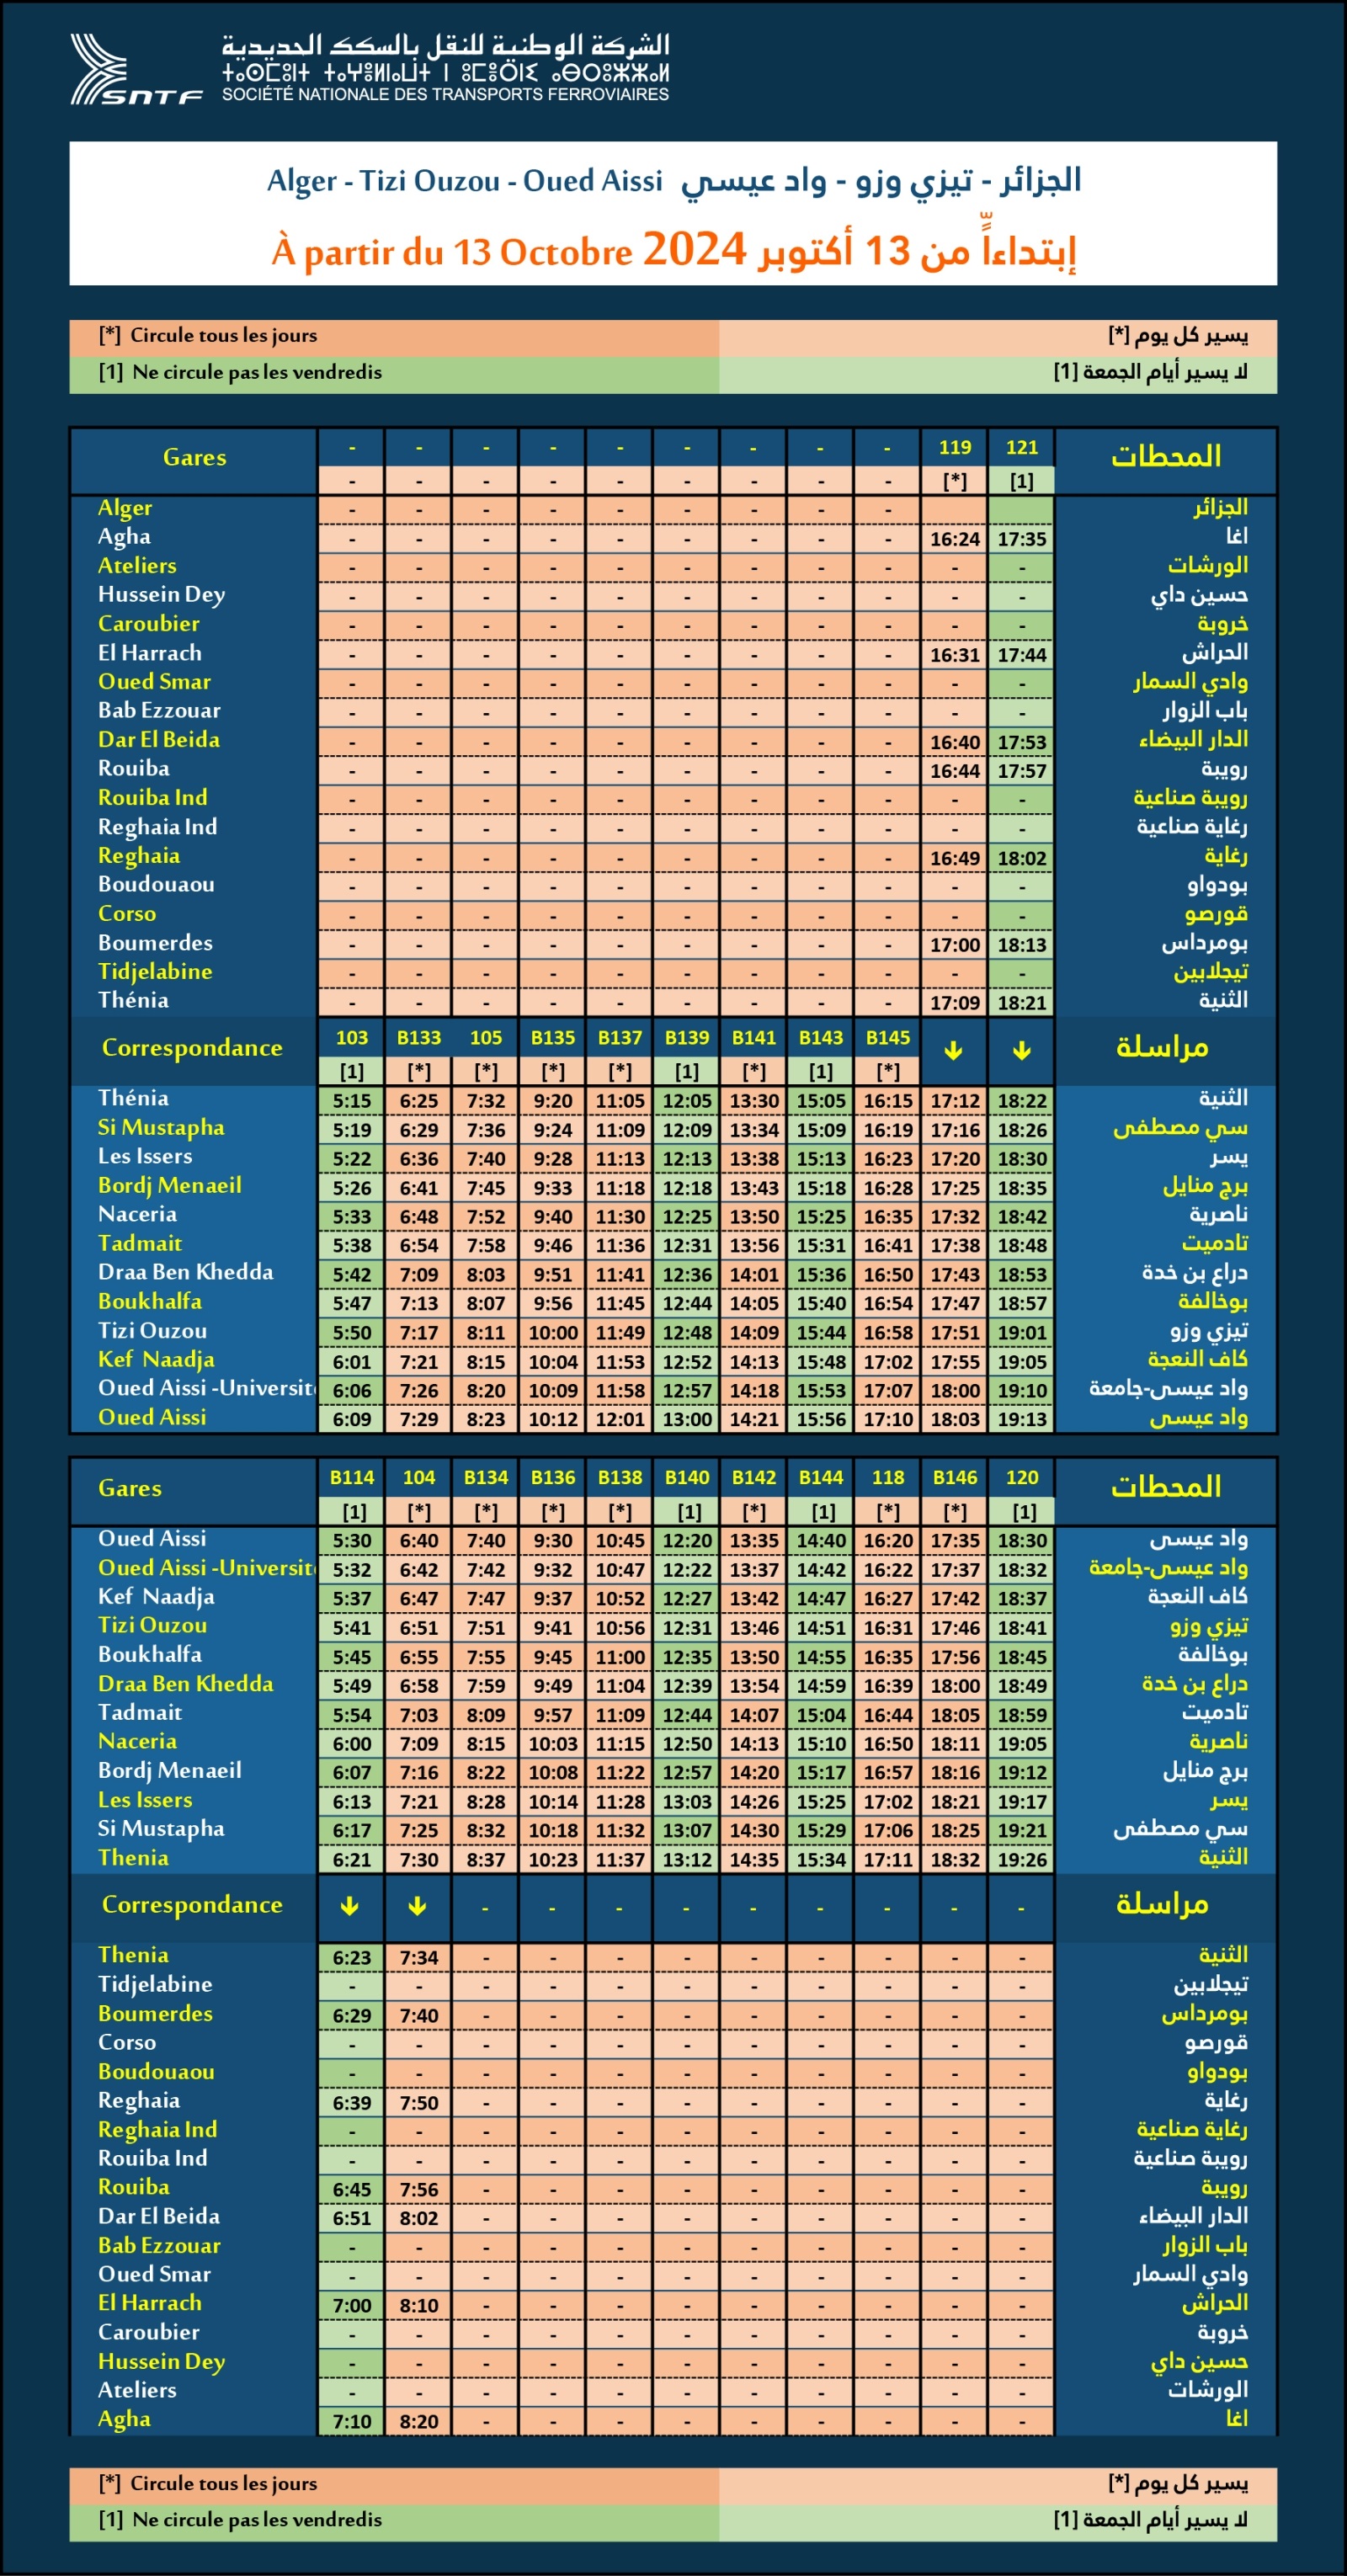 الشركة الوطنية للنقل بالسكك الحديدية
ⵜⴰⵙⵎⵓⵏⵜ ⵜⴰⵖⵍⵏⴰⵡⵜ ⵏ ⵓⵎⵓⵙⵙⵉ ⴰⴱⵔⵓⵣⵣⴰⵍ
SNTF SOCIÉTÉ NATIONALE DES TRANSPORTS FERROVIAIRES
Alger - Tizi Ouzou - Oued Aissi الجزائر - تيزي وزو - واد عيسي
À partir du 13 Octobre 2024 إبتداءاً من 13 أكتوبر
[*] Circule tous les jours يسير كل يوم [*]
[1] Ne circule pas les vendredis لا يسير أيام الجمعة [1]
Gares - - - - - - - - - 119 121 المحطات
- - - - - - - - - [*] [1]
Alger - - - - - - - - - الجزائر
Agha - - - - - - - - - 16:24 17:35 اغا
Ateliers - - - - - - - - - - - الورشات
Hussein Dey - - - - - - - - - - - حسين داي
Caroubier - - - - - - - - - - - خروبة
El Harrach - - - - - - - - - 16:31 17:44 الحراش
Oued Smar - - - - - - - - - - - وادي السمار
Bab Ezzouar - - - - - - - - - - - باب الزوار
Dar El Beida - - - - - - - - - 16:40 17:53 الدار البيضاء
Rouiba - - - - - - - - - 16:44 17:57 رويبة
Rouiba Ind - - - - - - - - - - - رويبة صناعية
Reghaia Ind - - - - - - - - - - - رغاية صناعية
Reghaia - - - - - - - - - 16:49 18:02 رغاية
Boudouaou - - - - - - - - - - - بودواو
Corso - - - - - - - - - - - قورصو
Boumerdes - - - - - - - - - 17:00 18:13 بومرداس
Tidjelabine - - - - - - - - - - - تيجلابين
Thénia - - - - - - - - - 17:09 18:21 الثنية
Correspondance 103 B133 105 B135 B137 B139 B141 B143 B145 ↓ ↓ مراسلة
[1] [*] [*] [*] [*] [1] [*] [1] [*]
Thénia 5:15 6:25 7:32 9:20 11:05 12:05 13:30 15:05 16:15 17:12 18:22 الثنية
Si Mustapha 5:19 6:29 7:36 9:24 11:09 12:09 13:34 15:09 16:19 17:16 18:26 سي مصطفى
Les Issers 5:22 6:36 7:40 9:28 11:13 12:13 13:38 15:13 16:23 17:20 18:30 يسر
Bordj Menaeil 5:26 6:41 7:45 9:33 11:18 12:18 13:43 15:18 16:28 17:25 18:35 برج منايل
Naceria 5:33 6:48 7:52 9:40 11:30 12:25 13:50 15:25 16:35 17:32 18:42 ناصرية
Tadmait 5:38 6:54 7:58 9:46 11:36 12:31 13:56 15:31 16:41 17:38 18:48 تادميت
Draa Ben Khedda 5:42 7:09 8:03 9:51 11:41 12:36 14:01 15:36 16:50 17:43 18:53 دراع بن خدة
Boukhalfa 5:47 7:13 8:07 9:56 11:45 12:44 14:05 15:40 16:54 17:47 18:57 بوخالفة
Tizi Ouzou 5:50 7:17 8:11 10:00 11:49 12:48 14:09 15:44 16:58 17:51 19:01 تيزي وزو
Kef Naadja 6:01 7:21 8:15 10:04 11:53 12:52 14:13 15:48 17:02 17:55 19:05 كاف النعجة
Oued Aissi -Universit 6:06 7:26 8:20 10:09 11:58 12:57 14:18 15:53 17:07 18:00 19:10 واد عيسى-جامعة
Oued Aissi 6:09 7:29 8:23 10:12 12:01 13:00 14:21 15:56 17:10 18:03 19:13 واد عيسى
Gares B114 104 B134 B136 B138 B140 B142 B144 118 B146 120 المحطات
[1] [*] [*] [*] [*] [1] [*] [1] [*] [*] [1]
Oued Aissi 5:30 6:40 7:40 9:30 10:45 12:20 13:35 14:40 16:20 17:35 18:30 واد عيسى
Oued Aissi -Universit 5:32 6:42 7:42 9:32 10:47 12:22 13:37 14:42 16:22 17:37 18:32 واد عيسى-جامعة
Kef Naadja 5:37 6:47 7:47 9:37 10:52 12:27 13:42 14:47 16:27 17:42 18:37 كاف النعجة
Tizi Ouzou 5:41 6:51 7:51 9:41 10:56 12:31 13:46 14:51 16:31 17:46 18:41 تيزي وزو
Boukhalfa 5:45 6:55 7:55 9:45 11:00 12:35 13:50 14:55 16:35 17:56 18:45 بوخالفة
Draa Ben Khedda 5:49 6:58 7:59 9:49 11:04 12:39 13:54 14:59 16:39 18:00 18:49 دراع بن خدة
Tadmait 5:54 7:03 8:09 9:57 11:09 12:44 14:07 15:04 16:44 18:05 18:59 تادميت
Naceria 6:00 7:09 8:15 10:03 11:15 12:50 14:13 15:10 16:50 18:11 19:05 ناصرية
Bordj Menaeil 6:07 7:16 8:22 10:08 11:22 12:57 14:20 15:17 16:57 18:16 19:12 برج منايل
Les Issers 6:13 7:21 8:28 10:14 11:28 13:03 14:26 15:25 17:02 18:21 19:17 يسر
Si Mustapha 6:17 7:25 8:32 10:18 11:32 13:07 14:30 15:29 17:06 18:25 19:21 سي مصطفى
Thenia 6:21 7:30 8:37 10:23 11:37 13:12 14:35 15:34 17:11 18:32 19:26 الثنية
Correspondance ↓ ↓ - - - - - - - - - مراسلة
Thenia 6:23 7:34 - - - - - - - - - الثنية
Tidjelabine - - - - - - - - - - - تيجلابين
Boumerdes 6:29 7:40 - - - - - - - - - بومرداس
Corso - - - - - - - - - - - قورصو
Boudouaou - - - - - - - - - - - بودواو
Reghaia 6:39 7:50 - - - - - - - - - رغاية
Reghaia Ind - - - - - - - - - - - رغاية صناعية
Rouiba Ind - - - - - - - - - - - رويبة صناعية
Rouiba 6:45 7:56 - - - - - - - - - رويبة
Dar El Beida 6:51 8:02 - - - - - - - - - الدار البيضاء
Bab Ezzouar - - - - - - - - - - - باب الزوار
Oued Smar - - - - - - - - - - - وادي السمار
El Harrach 7:00 8:10 - - - - - - - - - الحراش
Caroubier - - - - - - - - - - - خروبة
Hussein Dey - - - - - - - - - - - حسين داي
Ateliers - - - - - - - - - - - الورشات
Agha 7:10 8:20 - - - - - - - - - اغا
[*] Circule tous les jours يسير كل يوم [*]
[1] Ne circule pas les vendredis لا يسير أيام الجمعة [1]